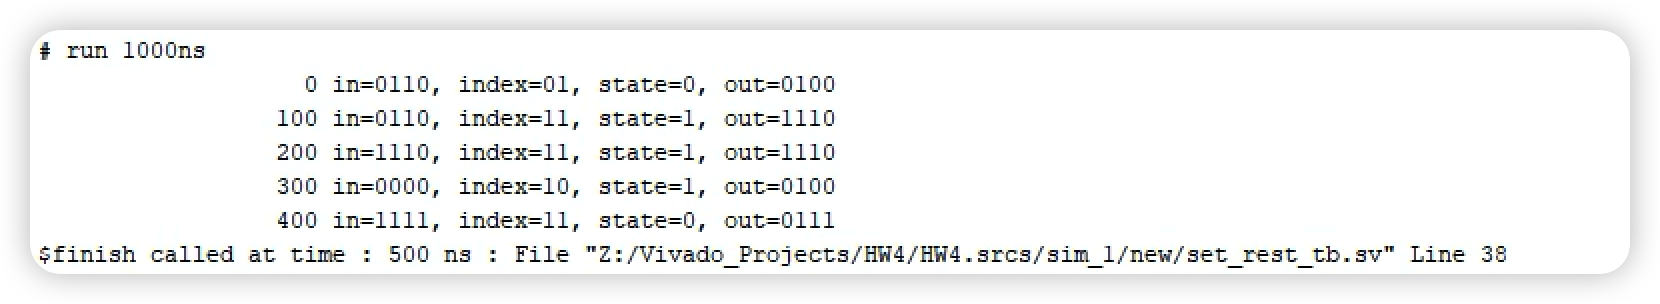 # run 1000ns
0 in=0110, index=01, state=0, out=0100
100 in=0110, index=11, state=1, out=1110
200 in=1110, index=11, state=1, out=1110
300 in=0000, index=10, state=1, out=0100
400 in=1111, index=11, state=0, out=0111
$finish called at time : 500 ns : File "Z:/Vivado_Projects/HW4/HW4.srcs/sim_1/new/set_rest_tb.sv" Line 38